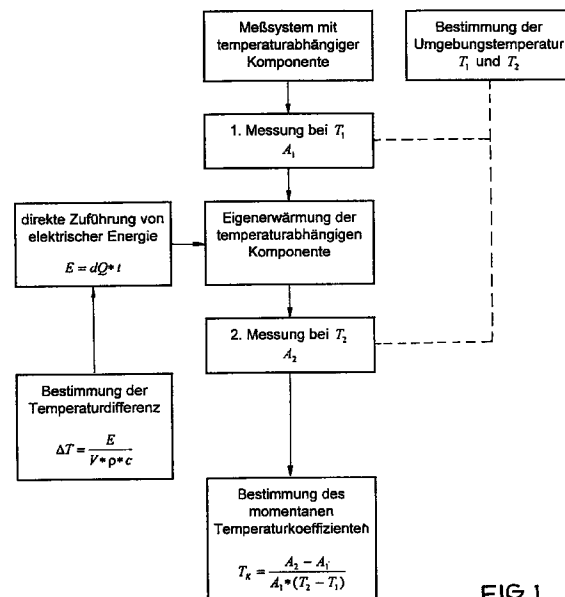 Meßsystem mit
temperaturabhängiger
Komponente
Bestimmung der
Umgebungstemperatur
T₁ und T₂
1. Messung bei T₁
A₁
direkte Zuführung von
elektrischer Energie
E = dQ * t
Eigenerwärmung der
temperaturabhängigen
Komponente
2. Messung bei T₂
A₂
Bestimmung der
Temperaturdifferenz
ΔT = E / (V * ρ * c)
Bestimmung des
momentanen
Temperaturkoeffizienten
T_K = (A₂ − A₁) / (A₁ * (T₂ − T₁))
FIG.1